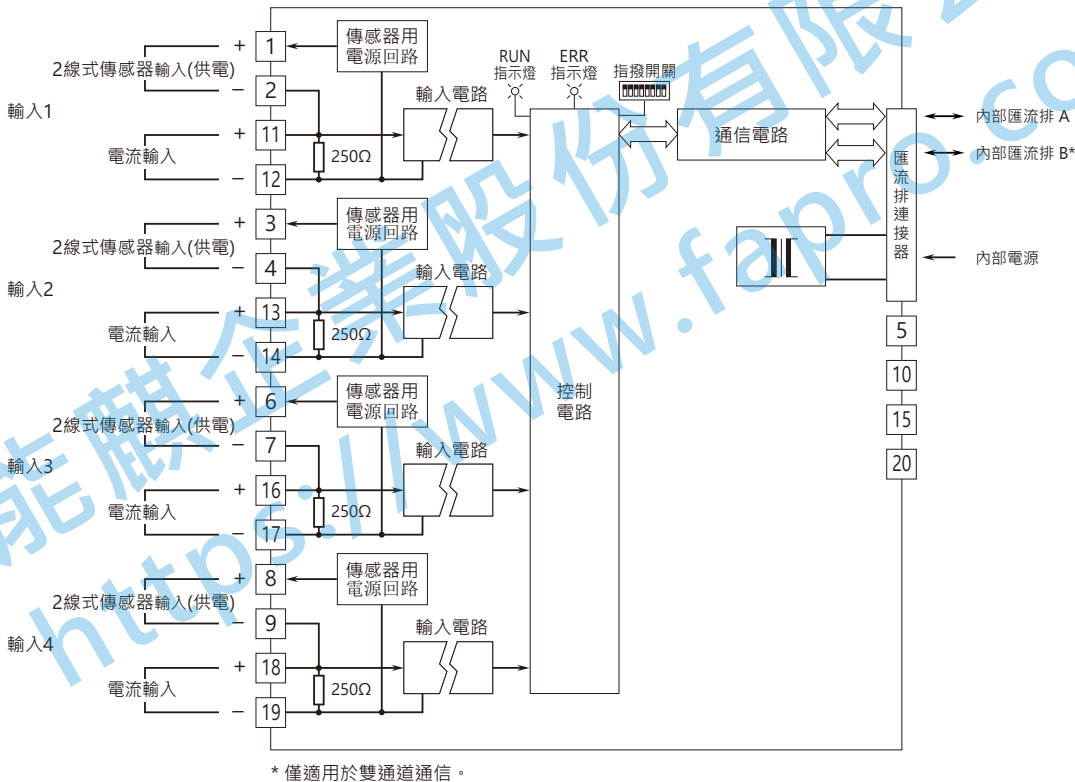 輸入1
2線式傳感器輸入(供電)
+ 1
− 2
電流輸入
+ 11
− 12
傳感器用
電源回路
250Ω
輸入電路
輸入2
2線式傳感器輸入(供電)
+ 3
− 4
電流輸入
+ 13
− 14
傳感器用
電源回路
250Ω
輸入電路
輸入3
2線式傳感器輸入(供電)
+ 6
− 7
電流輸入
+ 16
− 17
傳感器用
電源回路
250Ω
輸入電路
輸入4
2線式傳感器輸入(供電)
+ 8
− 9
電流輸入
+ 18
− 19
傳感器用
電源回路
250Ω
輸入電路
RUN
指示燈
ERR
指示燈
指撥開關
控制
電路
通信電路
匯流排連接器
內部匯流排 A
內部匯流排 B*
內部電源
5
10
15
20
* 僅適用於雙通道通信。
能麒企業股份有限
https://www.fapro.co